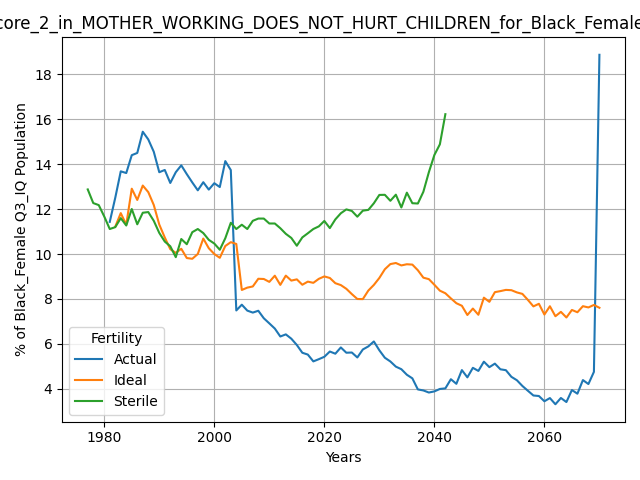 core_2_in_MOTHER_WORKING_DOES_NOT_HURT_CHILDREN_for_Black_Female
% of Black_Female Q3_IQ Population
18
16
14
12
10
8
6
4
Fertility
Actual
Ideal
Sterile
1980 2000 2020 2040 2060
Years